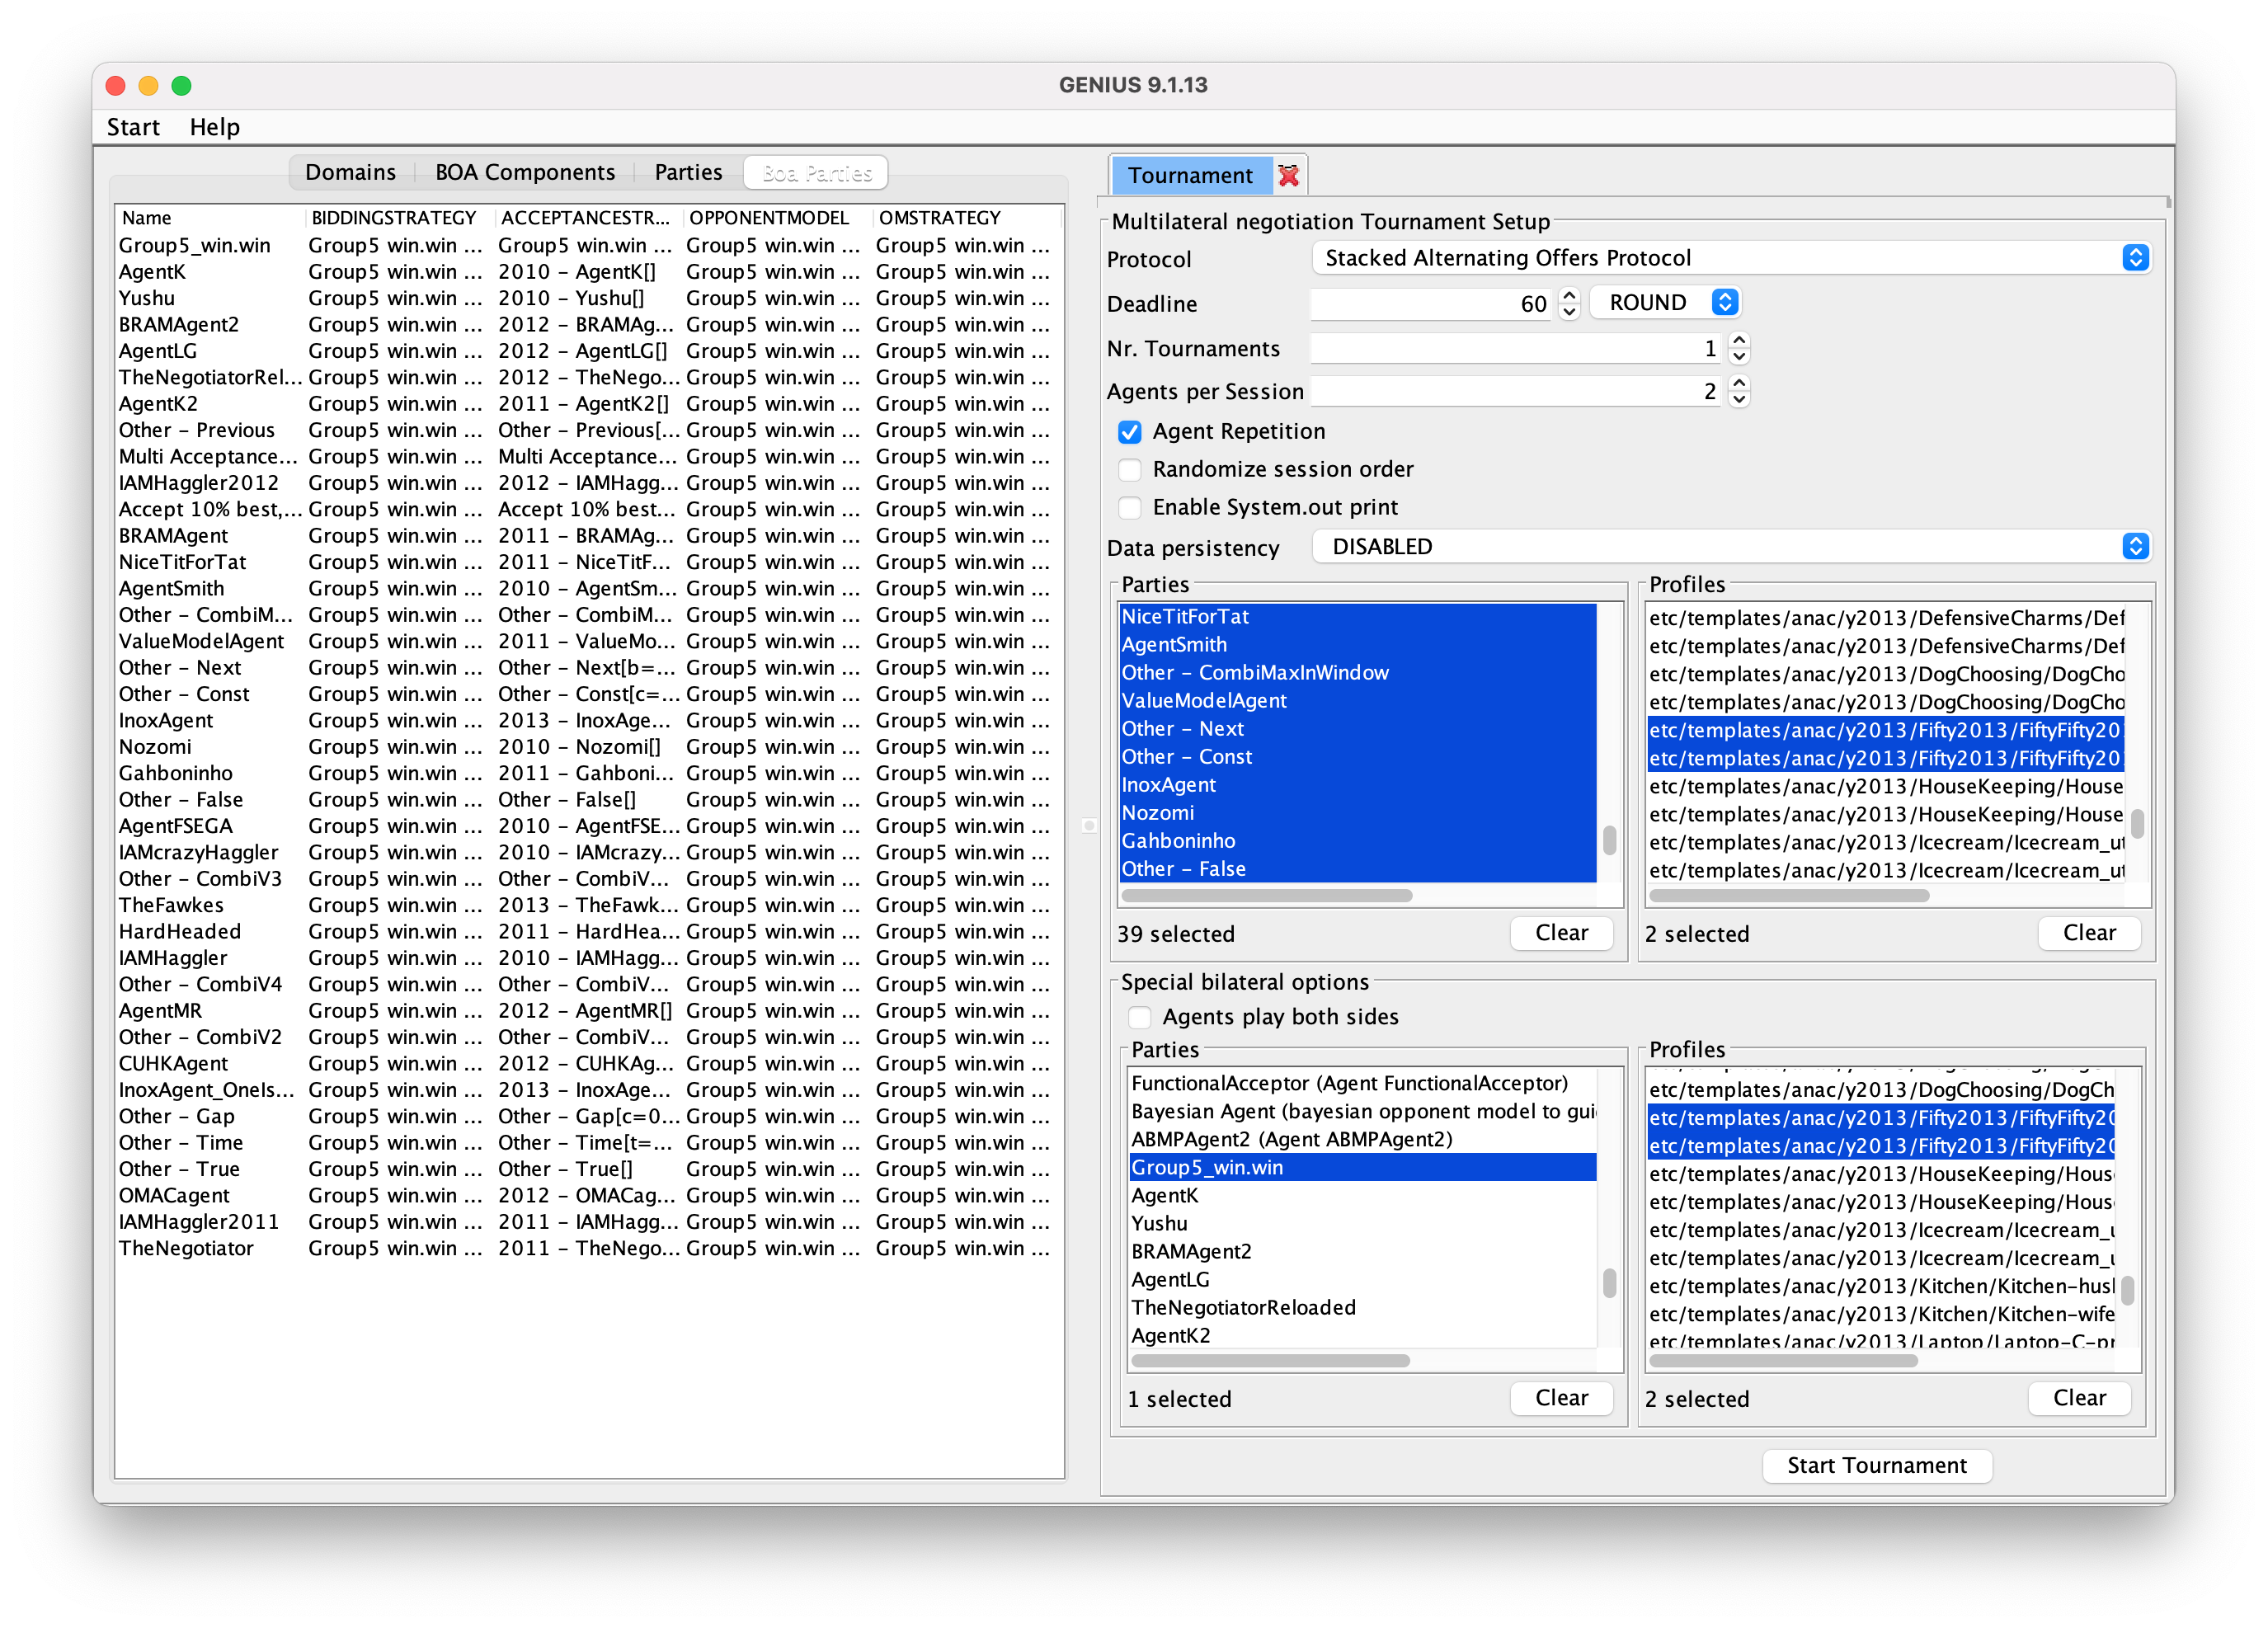 GENIUS 9.1.13
Start Help
Domains BOA Components Parties Boa Parties
Name BIDDINGSTRATEGY ACCEPTANCESTR... OPPONENTMODEL OMSTRATEGY
Group5_win.win Group5 win.win ... Group5 win.win ... Group5 win.win ... Group5 win.win ...
AgentK Group5 win.win ... 2010 – AgentK[] Group5 win.win ... Group5 win.win ...
Yushu Group5 win.win ... 2010 – Yushu[] Group5 win.win ... Group5 win.win ...
BRAMAgent2 Group5 win.win ... 2012 – BRAMAg... Group5 win.win ... Group5 win.win ...
AgentLG Group5 win.win ... 2012 – AgentLG[] Group5 win.win ... Group5 win.win ...
TheNegotiatorRel... Group5 win.win ... 2012 – TheNego... Group5 win.win ... Group5 win.win ...
AgentK2 Group5 win.win ... 2011 – AgentK2[] Group5 win.win ... Group5 win.win ...
Other – Previous Group5 win.win ... Other – Previous[... Group5 win.win ... Group5 win.win ...
Multi Acceptance... Group5 win.win ... Multi Acceptance... Group5 win.win ... Group5 win.win ...
IAMHaggler2012 Group5 win.win ... 2012 – IAMHagg... Group5 win.win ... Group5 win.win ...
Accept 10% best,... Group5 win.win ... Accept 10% best... Group5 win.win ... Group5 win.win ...
BRAMAgent Group5 win.win ... 2011 – BRAMAg... Group5 win.win ... Group5 win.win ...
NiceTitForTat Group5 win.win ... 2011 – NiceTitF... Group5 win.win ... Group5 win.win ...
AgentSmith Group5 win.win ... 2010 – AgentSm... Group5 win.win ... Group5 win.win ...
Other – CombiM... Group5 win.win ... Other – CombiM... Group5 win.win ... Group5 win.win ...
ValueModelAgent Group5 win.win ... 2011 – ValueMo... Group5 win.win ... Group5 win.win ...
Other – Next Group5 win.win ... Other – Next[b=... Group5 win.win ... Group5 win.win ...
Other – Const Group5 win.win ... Other – Const[c=... Group5 win.win ... Group5 win.win ...
InoxAgent Group5 win.win ... 2013 – InoxAge... Group5 win.win ... Group5 win.win ...
Nozomi Group5 win.win ... 2010 – Nozomi[] Group5 win.win ... Group5 win.win ...
Gahboninho Group5 win.win ... 2011 – Gahboni... Group5 win.win ... Group5 win.win ...
Other – False Group5 win.win ... Other – False[] Group5 win.win ... Group5 win.win ...
AgentFSEGA Group5 win.win ... 2010 – AgentFSE... Group5 win.win ... Group5 win.win ...
IAMcrazyHaggler Group5 win.win ... 2010 – IAMcrazy... Group5 win.win ... Group5 win.win ...
Other – CombiV3 Group5 win.win ... Other – CombiV... Group5 win.win ... Group5 win.win ...
TheFawkes Group5 win.win ... 2013 – TheFawk... Group5 win.win ... Group5 win.win ...
HardHeaded Group5 win.win ... 2011 – HardHea... Group5 win.win ... Group5 win.win ...
IAMHaggler Group5 win.win ... 2010 – IAMHagg... Group5 win.win ... Group5 win.win ...
Other – CombiV4 Group5 win.win ... Other – CombiV... Group5 win.win ... Group5 win.win ...
AgentMR Group5 win.win ... 2012 – AgentMR[] Group5 win.win ... Group5 win.win ...
Other – CombiV2 Group5 win.win ... Other – CombiV... Group5 win.win ... Group5 win.win ...
CUHKAgent Group5 win.win ... 2012 – CUHKAg... Group5 win.win ... Group5 win.win ...
InoxAgent_OneIs... Group5 win.win ... 2013 – InoxAge... Group5 win.win ... Group5 win.win ...
Other – Gap Group5 win.win ... Other – Gap[c=0... Group5 win.win ... Group5 win.win ...
Other – Time Group5 win.win ... Other – Time[t=... Group5 win.win ... Group5 win.win ...
Other – True Group5 win.win ... Other – True[] Group5 win.win ... Group5 win.win ...
OMACagent Group5 win.win ... 2012 – OMACag... Group5 win.win ... Group5 win.win ...
IAMHaggler2011 Group5 win.win ... 2011 – IAMHagg... Group5 win.win ... Group5 win.win ...
TheNegotiator Group5 win.win ... 2011 – TheNego... Group5 win.win ... Group5 win.win ...
Tournament
Multilateral negotiation Tournament Setup
Protocol Stacked Alternating Offers Protocol
Deadline 60 ROUND
Nr. Tournaments 1
Agents per Session 2
Agent Repetition
Randomize session order
Enable System.out print
Data persistency DISABLED
Parties
NiceTitForTat
AgentSmith
Other – CombiMaxInWindow
ValueModelAgent
Other – Next
Other – Const
InoxAgent
Nozomi
Gahboninho
Other – False
39 selected Clear
Profiles
etc/templates/anac/y2013/DefensiveCharms/Def
etc/templates/anac/y2013/DefensiveCharms/Def
etc/templates/anac/y2013/DogChoosing/DogCho
etc/templates/anac/y2013/DogChoosing/DogCho
etc/templates/anac/y2013/Fifty2013/FiftyFifty20
etc/templates/anac/y2013/Fifty2013/FiftyFifty20
etc/templates/anac/y2013/HouseKeeping/House
etc/templates/anac/y2013/HouseKeeping/House
etc/templates/anac/y2013/Icecream/Icecream_ut
etc/templates/anac/y2013/Icecream/Icecream_ut
2 selected Clear
Special bilateral options
Agents play both sides
Parties
FunctionalAcceptor (Agent FunctionalAcceptor)
Bayesian Agent (bayesian opponent model to gui
ABMPAgent2 (Agent ABMPAgent2)
Group5_win.win
AgentK
Yushu
BRAMAgent2
AgentLG
TheNegotiatorReloaded
AgentK2
1 selected Clear
Profiles
etc/templates/anac/y2013/DogChoosing/DogCh
etc/templates/anac/y2013/Fifty2013/FiftyFifty20
etc/templates/anac/y2013/Fifty2013/FiftyFifty20
etc/templates/anac/y2013/HouseKeeping/Hous
etc/templates/anac/y2013/HouseKeeping/Hous
etc/templates/anac/y2013/Icecream/Icecream_u
etc/templates/anac/y2013/Icecream/Icecream_u
etc/templates/anac/y2013/Kitchen/Kitchen-husl
etc/templates/anac/y2013/Kitchen/Kitchen-wife
etc/templates/anac/y2013/Laptop/Laptop-C-pr
2 selected Clear
Start Tournament